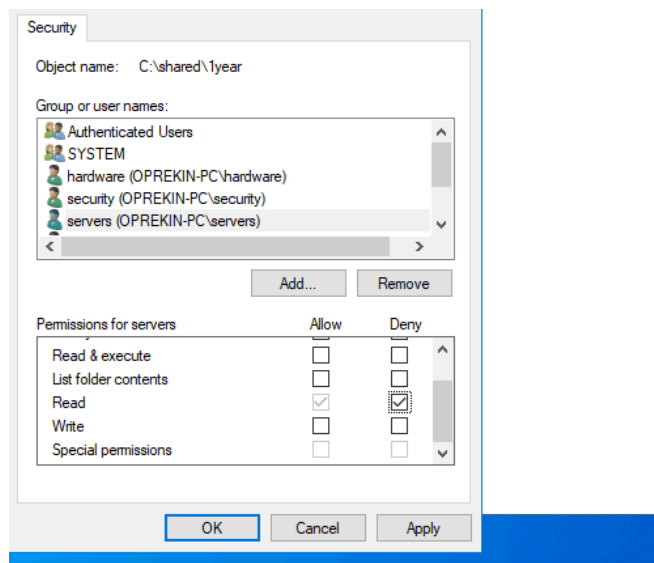 Security
Object name: C:\shared\1year
Group or user names:
Authenticated Users
SYSTEM
hardware (OPREKIN-PC\hardware)
security (OPREKIN-PC\security)
servers (OPREKIN-PC\servers)
Add... Remove
Permissions for servers Allow Deny
Read & execute
List folder contents
Read
Write
Special permissions
OK Cancel Apply